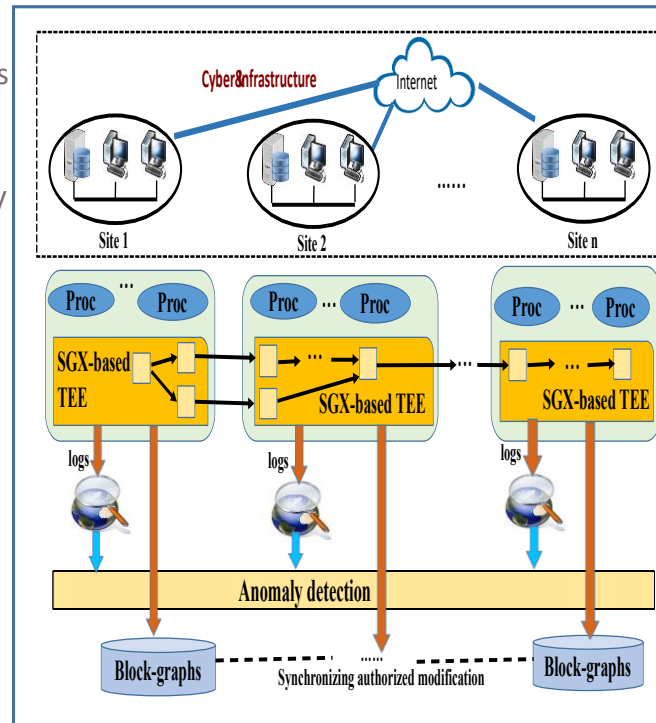 s
y
Cyber&nfrastructure
Internet
......
Site 1
Site 2
Site n
Proc ... Proc
Proc ... Proc
Proc ... Proc
SGX-based
TEE
...
SGX-based TEE
...
...
SGX-based TEE
logs
logs
logs
Anomaly detection
Block-graphs
......
Synchronizing authorized modification
Block-graphs